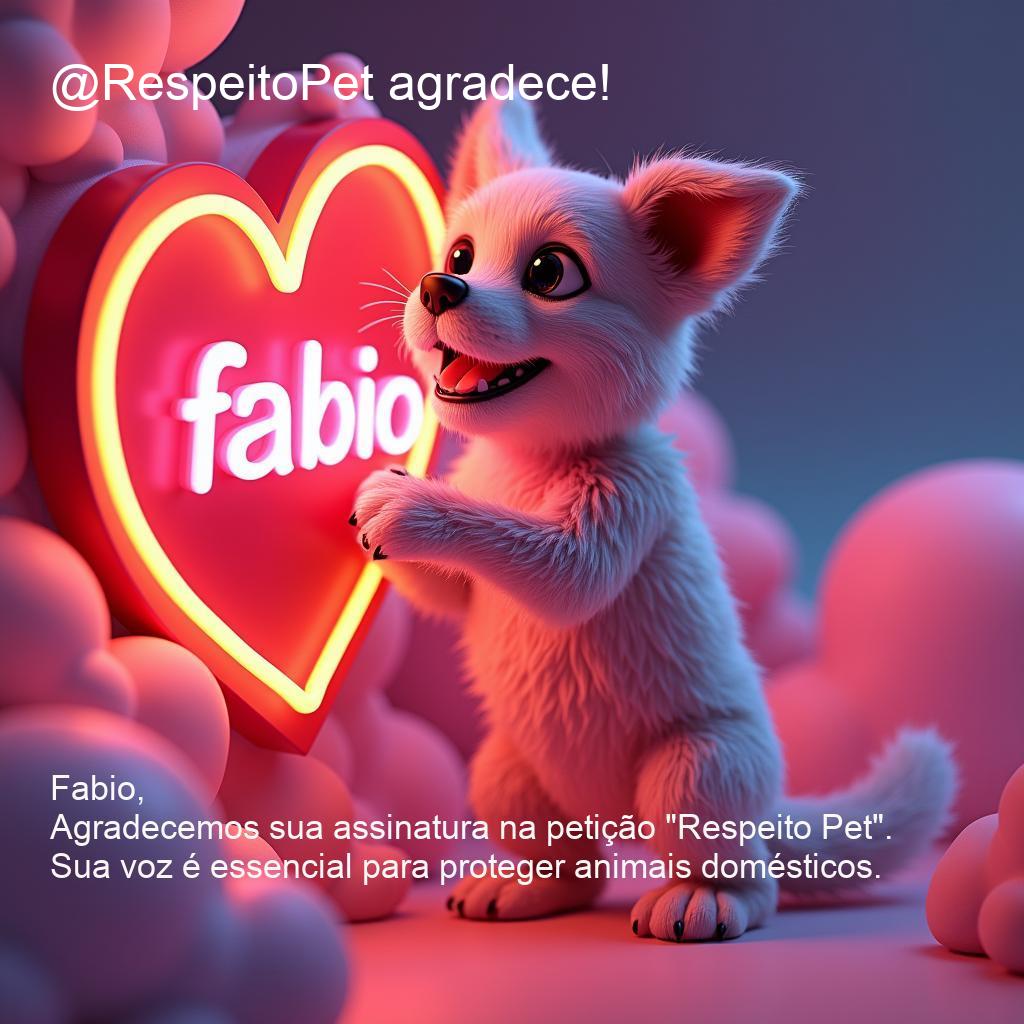 @RespeitoPet agradece!
fabio
Fabio,
Agradecemos sua assinatura na petição "Respeito Pet".
Sua voz é essencial para proteger animais domésticos.